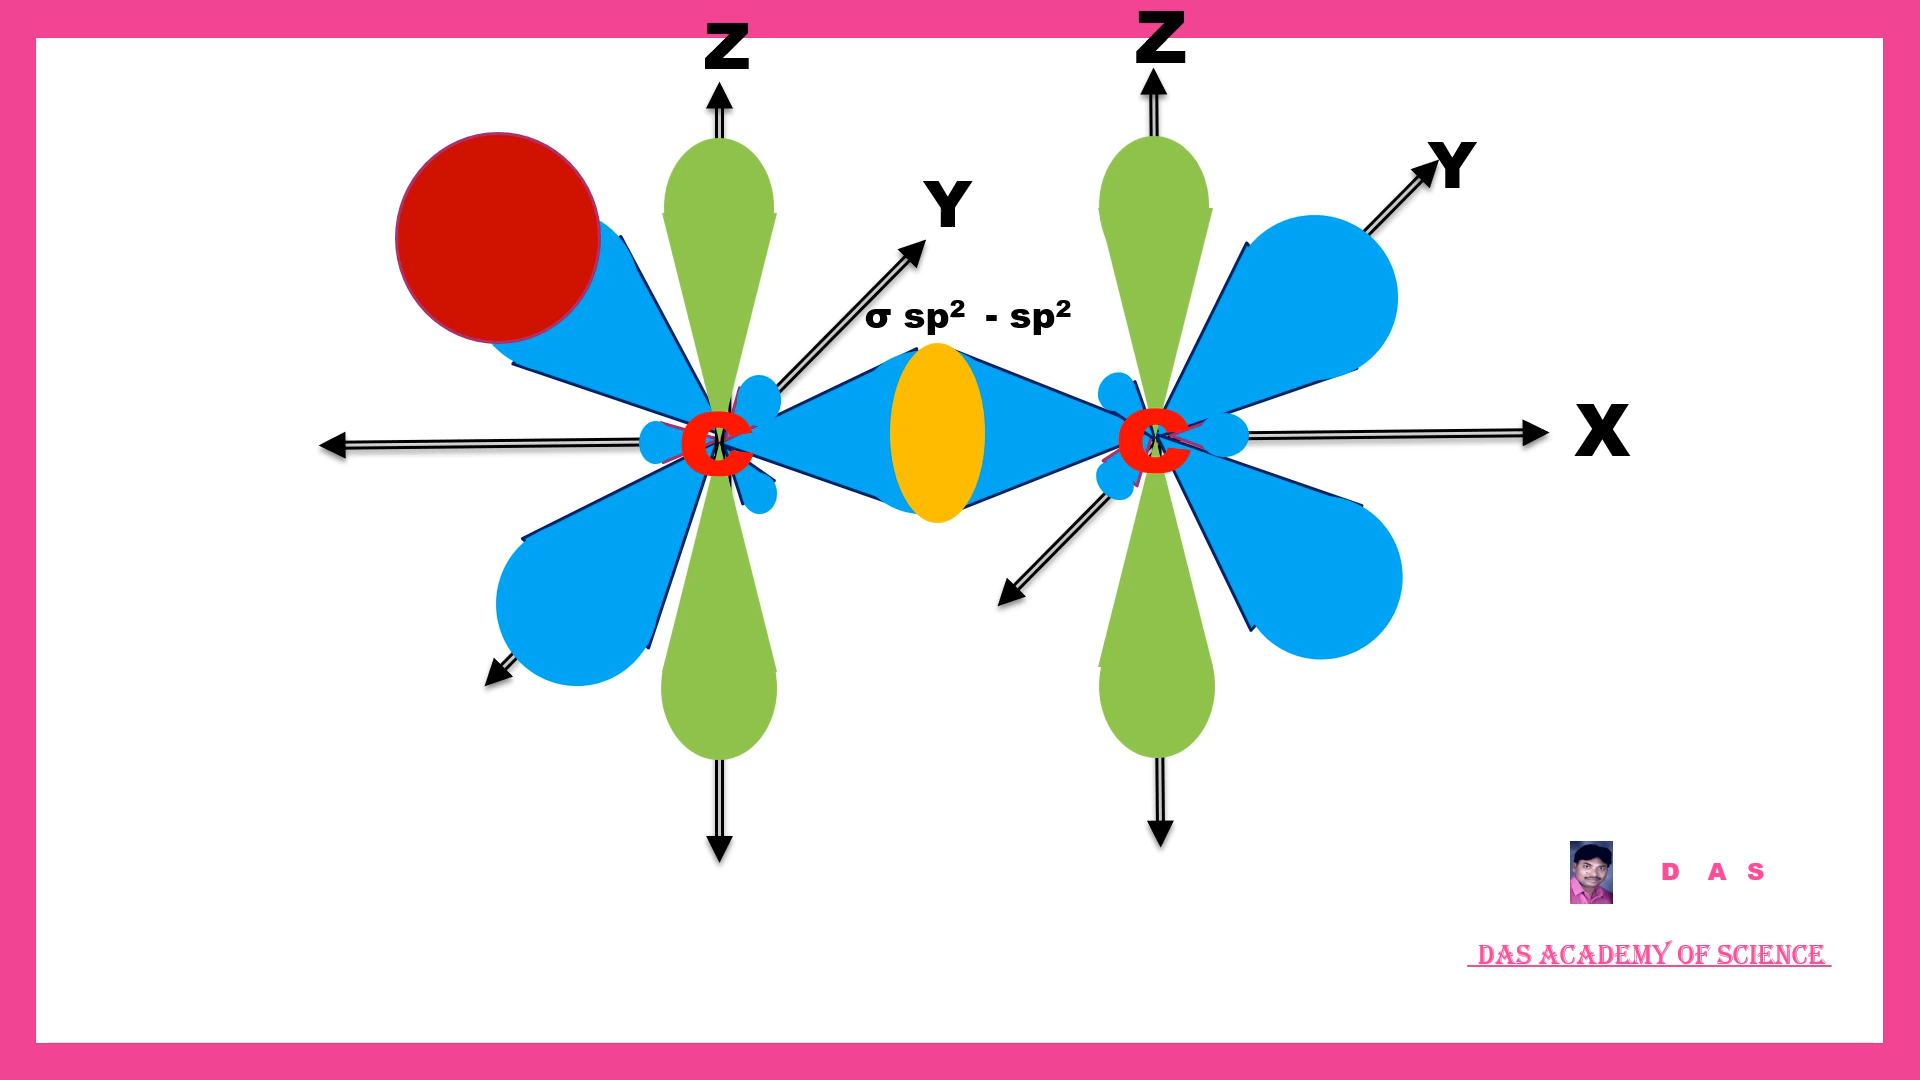 Z
Z
Y
Y
σ sp² - sp²
X
C
C
D A S
DAS ACADEMY OF SCIENCE